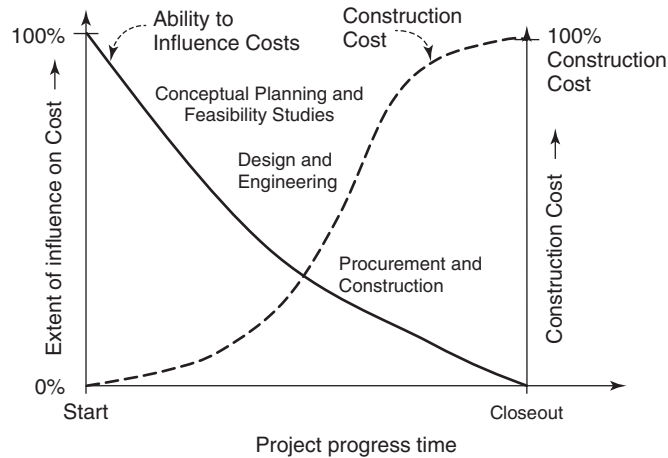 Ability to
Influence Costs
Construction
Cost
100%
100%
Construction
Cost
Conceptual Planning and
Feasibility Studies
Design and
Engineering
Extent of influence on Cost
Construction Cost
Procurement and
Construction
0%
Start
Closeout
Project progress time